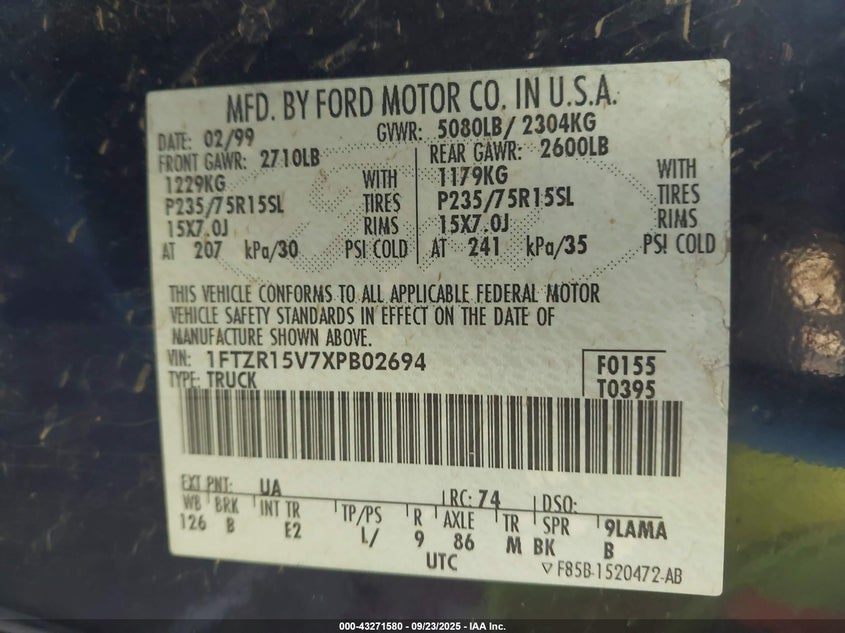 MFD. BY FORD MOTOR CO. IN U.S.A.
DATE: 02/99 GVWR: 5080LB/ 2304KG
FRONT GAWR: 2710LB REAR GAWR: 2600LB
1229KG WITH 1179KG WITH
P235/75R15SL TIRES P235/75R15SL TIRES
15X7.0J RIMS 15X7.0J RIMS
AT 207 kPa/30 PSI COLD AT 241 kPa/35 PSI COLD
THIS VEHICLE CONFORMS TO ALL APPLICABLE FEDERAL MOTOR
VEHICLE SAFETY STANDARDS IN EFFECT ON THE DATE OF
MANUFACTURE SHOWN ABOVE.
VIN: 1FTZR15V7XPB02694 F0155
TYPE: TRUCK T0395
EXT PNT: UA RC: 74 DSO:
WB BRK INT TR TP/PS R AXLE TR SPR 9LAMA
126 B E2 L/ 9 86 M BK B
UTC ▽ F85B-1520472-AB
000-43271580 - 09/23/2025 - IAA Inc.